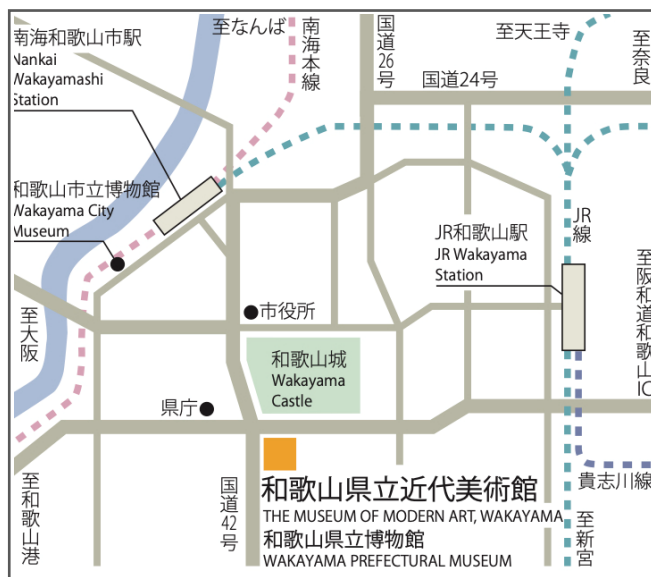 至なんば
南海本線
国道26号
至天王寺
至奈良
国道24号
南海和歌山市駅
Nankai
Wakayamashi
Station
和歌山市立博物館
Wakayama City
Museum
JR線
JR和歌山駅
JR Wakayama
Station
至阪和道和歌山IC
至大阪
市役所
和歌山城
Wakayama
Castle
県庁
至和歌山港
国道42号
和歌山県立近代美術館
THE MUSEUM OF MODERN ART, WAKAYAMA
和歌山県立博物館
WAKAYAMA PREFECTURAL MUSEUM
貴志川線
至新宮